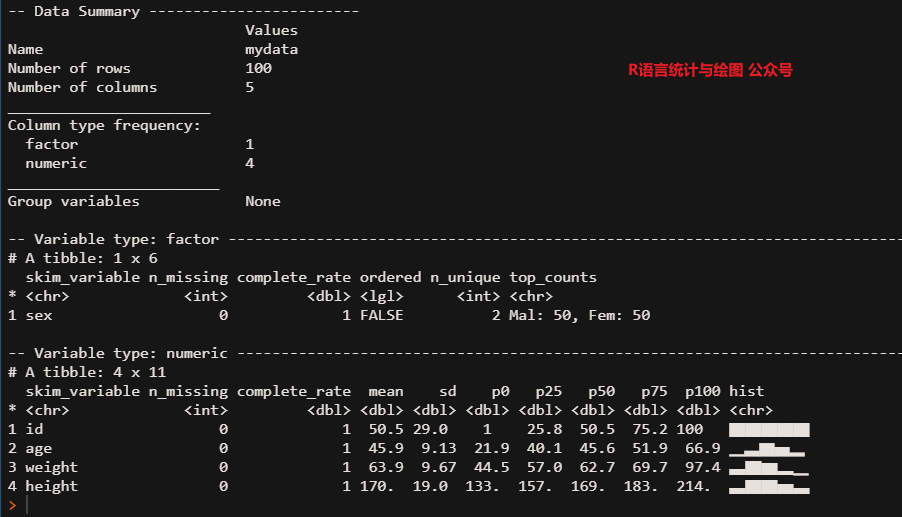 -- Data Summary ------------------------
                           Values
Name                       mydata
R语言统计与绘图 公众号
Number of rows             100
Number of columns          5
_______________________
Column type frequency:
  factor                   1
  numeric                  4
________________________
Group variables            None
-- Variable type: factor -----------------------------------------------------------------------------
# A tibble: 1 x 6
  skim_variable n_missing complete_rate ordered n_unique top_counts
* <chr>             <int>         <dbl> <lgl>      <int> <chr>
1 sex                   0             1 FALSE          2 Mal: 50, Fem: 50
-- Variable type: numeric ----------------------------------------------------------------------------
# A tibble: 4 x 11
  skim_variable n_missing complete_rate  mean    sd    p0   p25   p50   p75  p100 hist
* <chr>             <int>         <dbl> <dbl> <dbl> <dbl> <dbl> <dbl> <dbl> <dbl> <chr>
1 id                    0             1  50.5 29.0    1    25.8  50.5  75.2 100   ▇▇▇▇▇
2 age                   0             1  45.9  9.13  21.9  40.1  45.6  51.9  66.9 ▁▃▇▅▂
3 weight                0             1  63.9  9.67  44.5  57.0  62.7  69.7  97.4 ▃▇▆▂▁
4 height                0             1 170.  19.0  133.  157.  169.  183.  214.  ▃▇▇▅▂
>